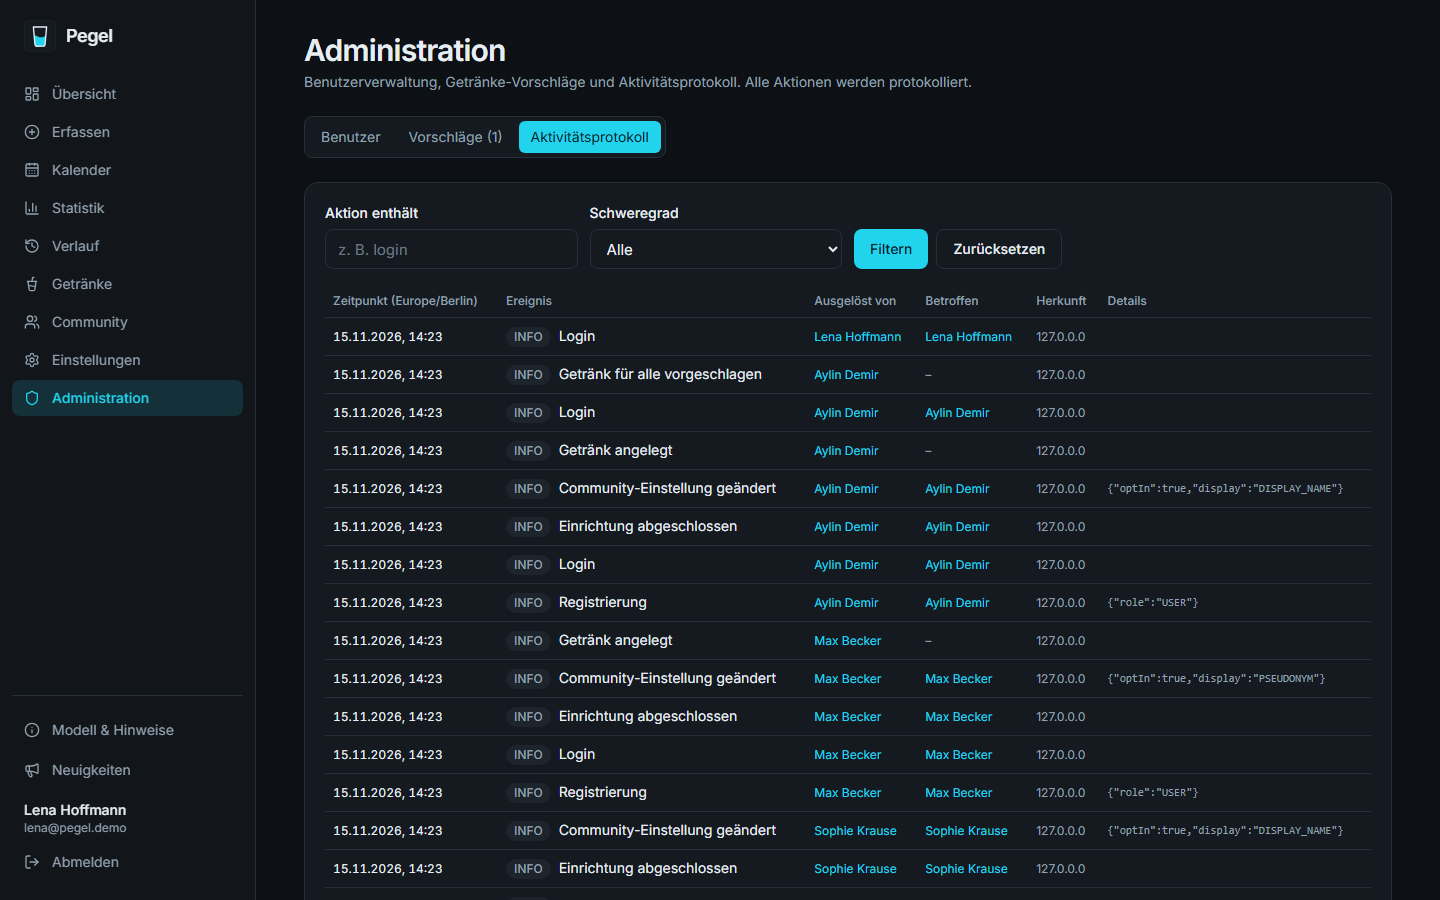 Pegel
Übersicht
Erfassen
Kalender
Statistik
Verlauf
Getränke
Community
Einstellungen
Administration
Modell & Hinweise
Neuigkeiten
Lena Hoffmann
lena@pegel.demo
Abmelden
Administration
Benutzerverwaltung, Getränke-Vorschläge und Aktivitätsprotokoll. Alle Aktionen werden protokolliert.
Benutzer Vorschläge (1) Aktivitätsprotokoll
Aktion enthält Schweregrad
z. B. login Alle Filtern Zurücksetzen
Zeitpunkt (Europe/Berlin) Ereignis Ausgelöst von Betroffen Herkunft Details
15.11.2026, 14:23 INFO Login Lena Hoffmann Lena Hoffmann 127.0.0.0
15.11.2026, 14:23 INFO Getränk für alle vorgeschlagen Aylin Demir – 127.0.0.0
15.11.2026, 14:23 INFO Login Aylin Demir Aylin Demir 127.0.0.0
15.11.2026, 14:23 INFO Getränk angelegt Aylin Demir – 127.0.0.0
15.11.2026, 14:23 INFO Community-Einstellung geändert Aylin Demir Aylin Demir 127.0.0.0 {"optIn":true,"display":"DISPLAY_NAME"}
15.11.2026, 14:23 INFO Einrichtung abgeschlossen Aylin Demir Aylin Demir 127.0.0.0
15.11.2026, 14:23 INFO Login Aylin Demir Aylin Demir 127.0.0.0
15.11.2026, 14:23 INFO Registrierung Aylin Demir Aylin Demir 127.0.0.0 {"role":"USER"}
15.11.2026, 14:23 INFO Getränk angelegt Max Becker – 127.0.0.0
15.11.2026, 14:23 INFO Community-Einstellung geändert Max Becker Max Becker 127.0.0.0 {"optIn":true,"display":"PSEUDONYM"}
15.11.2026, 14:23 INFO Einrichtung abgeschlossen Max Becker Max Becker 127.0.0.0
15.11.2026, 14:23 INFO Login Max Becker Max Becker 127.0.0.0
15.11.2026, 14:23 INFO Registrierung Max Becker Max Becker 127.0.0.0 {"role":"USER"}
15.11.2026, 14:23 INFO Community-Einstellung geändert Sophie Krause Sophie Krause 127.0.0.0 {"optIn":true,"display":"DISPLAY_NAME"}
15.11.2026, 14:23 INFO Einrichtung abgeschlossen Sophie Krause Sophie Krause 127.0.0.0